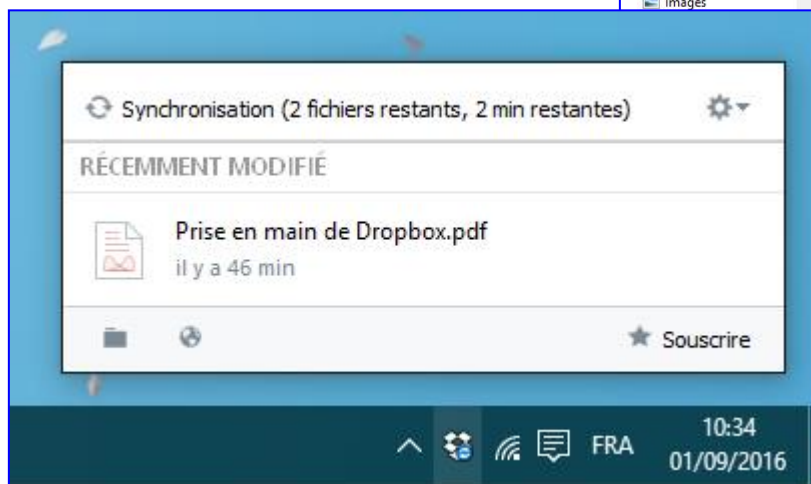 Images
Synchronisation (2 fichiers restants, 2 min restantes)
RÉCEMMENT MODIFIÉ
Prise en main de Dropbox.pdf
il y a 46 min
Souscrire
FRA
10:34
01/09/2016